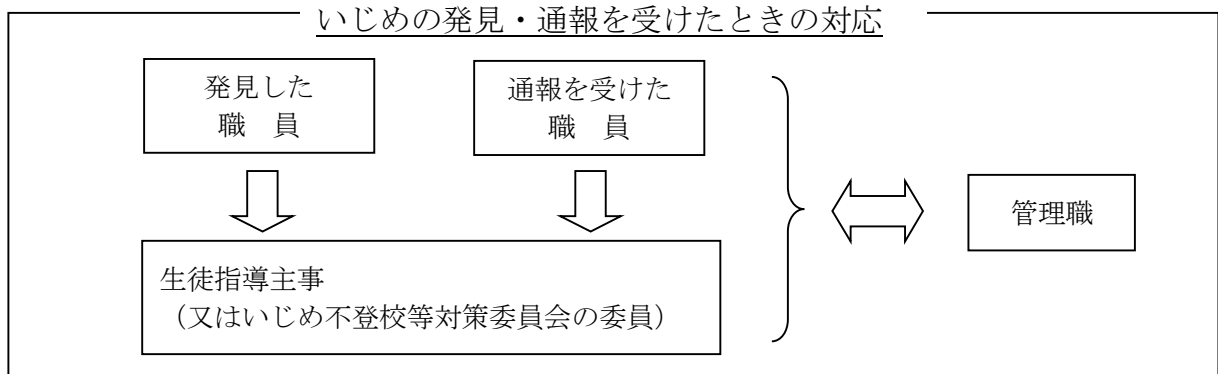 いじめの発見・通報を受けたときの対応
発見した
職　員
通報を受けた
職　員
管理職
生徒指導主事
（又はいじめ不登校等対策委員会の委員）